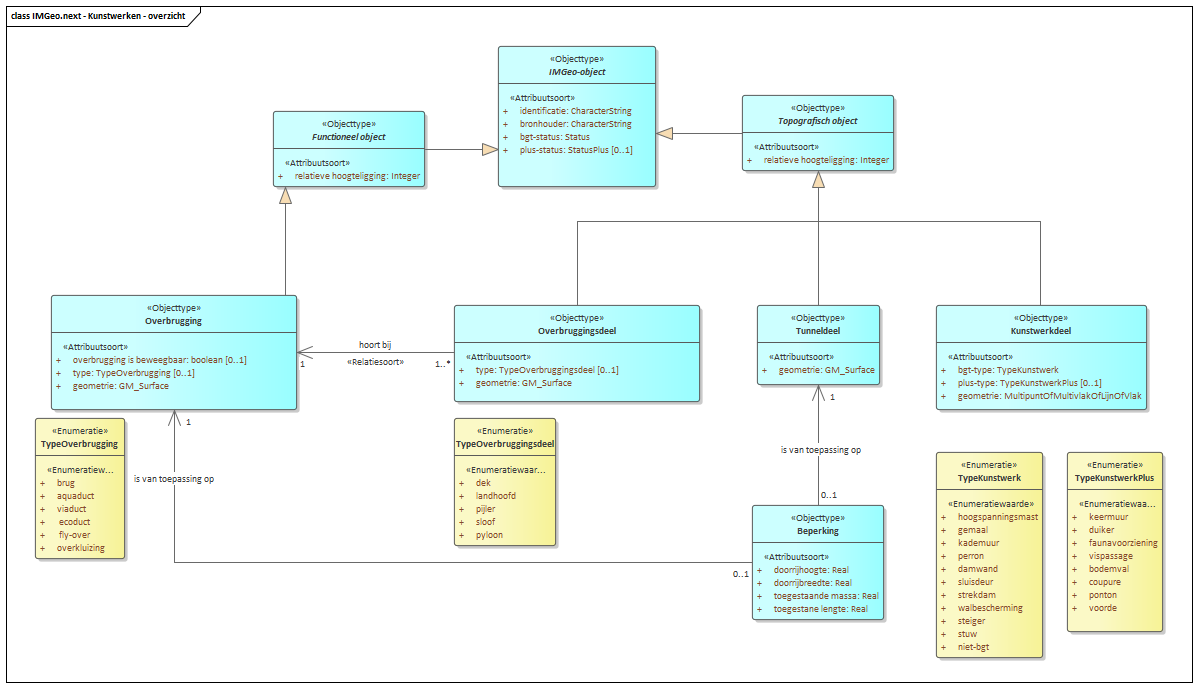 class IMGeo.next - Kunstwerken - overzicht
«Objecttype»
IMGeo-object
«Attribuutsoort»
+ identificatie: CharacterString
+ bronhouder: CharacterString
+ bgt-status: Status
+ plus-status: StatusPlus [0..1]
«Objecttype»
Functioneel object
«Attribuutsoort»
+ relatieve hoogteligging: Integer
«Objecttype»
Topografisch object
«Attribuutsoort»
+ relatieve hoogteligging: Integer
«Objecttype»
Overbrugging
«Attribuutsoort»
+ overbrugging is beweegbaar: boolean [0..1]
+ type: TypeOverbrugging [0..1]
+ geometrie: GM_Surface
hoort bij
«Relatiesoort»
1
1..*
«Objecttype»
Overbruggingsdeel
«Attribuutsoort»
+ type: TypeOverbruggingsdeel [0..1]
+ geometrie: GM_Surface
«Objecttype»
Tunneldeel
«Attribuutsoort»
+ geometrie: GM_Surface
«Objecttype»
Kunstwerkdeel
«Attribuutsoort»
+ bgt-type: TypeKunstwerk
+ plus-type: TypeKunstwerkPlus [0..1]
+ geometrie: MultipuntOfMultivlakOfLijnOfVlak
«Enumeratie»
TypeOverbrugging
«Enumeratiew...
+ brug
+ aquaduct
+ viaduct
+ ecoduct
+ fly-over
+ overkluizing
1
is van toepassing op
0..1
«Enumeratie»
TypeOverbruggingsdeel
«Enumeratiewaar...
+ dek
+ landhoofd
+ pijler
+ sloof
+ pyloon
1
is van toepassing op
0..1
«Objecttype»
Beperking
«Attribuutsoort»
+ doorrijhoogte: Real
+ doorrijbreedte: Real
+ toegestaande massa: Real
+ toegestane lengte: Real
«Enumeratie»
TypeKunstwerk
«Enumeratiewaarde»
+ hoogspanningsmast
+ gemaal
+ kademuur
+ perron
+ damwand
+ sluisdeur
+ strekdam
+ walbescherming
+ steiger
+ stuw
+ niet-bgt
«Enumeratie»
TypeKunstwerkPlus
«Enumeratiewaa...
+ keermuur
+ duiker
+ faunavoorziening
+ vispassage
+ bodemval
+ coupure
+ ponton
+ voorde